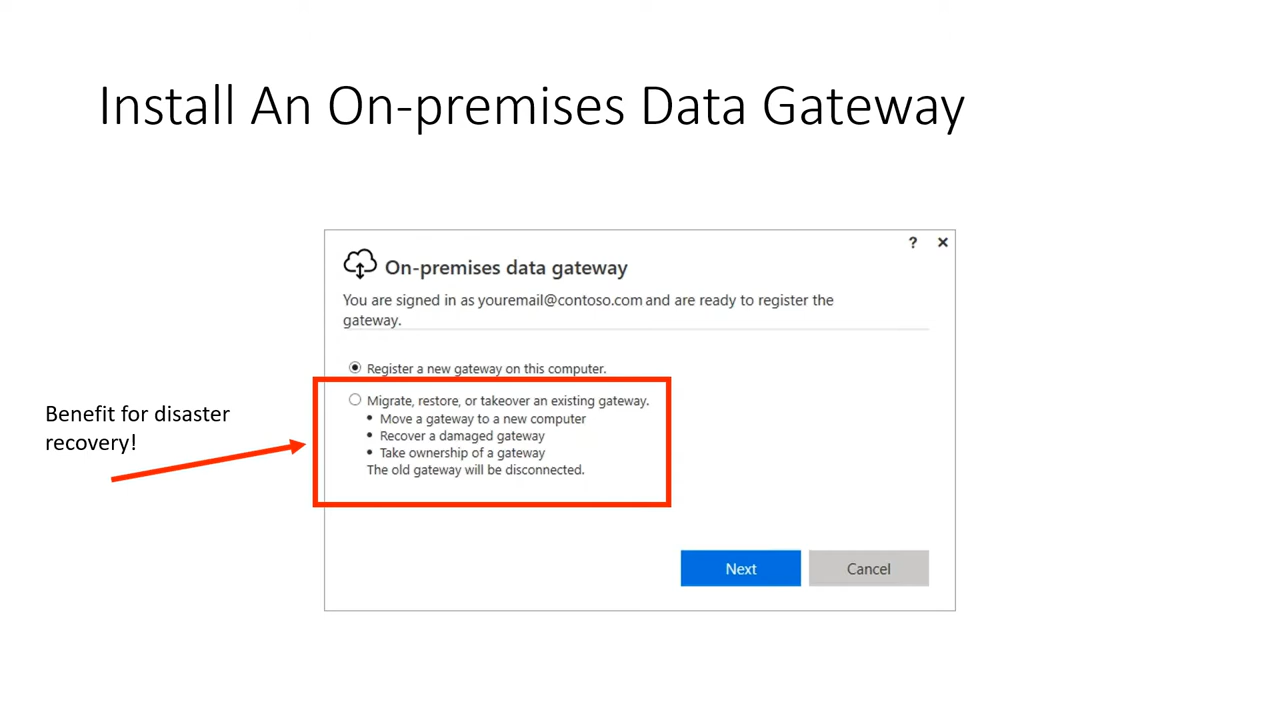 Install An On-premises Data Gateway
? ×
On-premises data gateway
You are signed in as youremail@contoso.com and are ready to register the
gateway.
Register a new gateway on this computer.
Migrate, restore, or takeover an existing gateway.
• Move a gateway to a new computer
• Recover a damaged gateway
• Take ownership of a gateway
The old gateway will be disconnected.
Benefit for disaster
recovery!
Next
Cancel